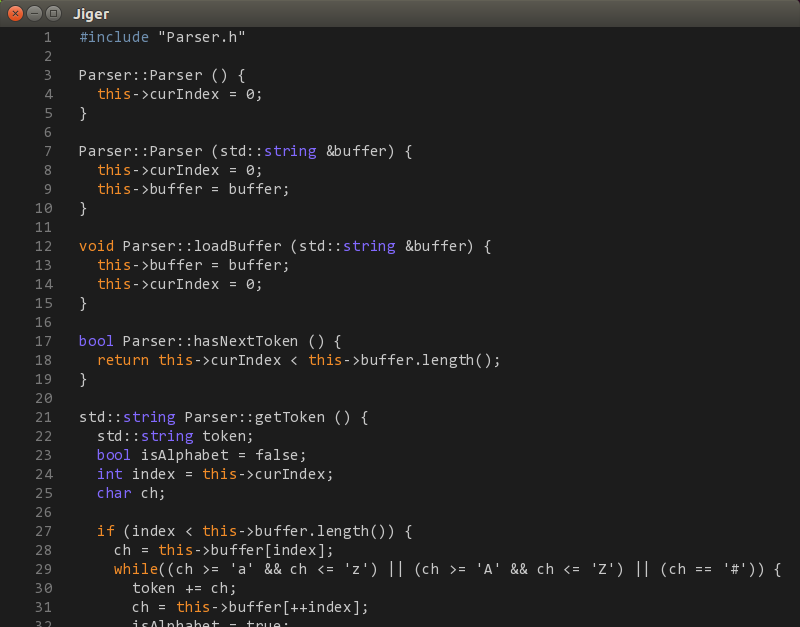 Jiger
1 #include "Parser.h"
2
3 Parser::Parser () {
4   this->curIndex = 0;
5 }
6
7 Parser::Parser (std::string &buffer) {
8   this->curIndex = 0;
9   this->buffer = buffer;
10 }
11
12 void Parser::loadBuffer (std::string &buffer) {
13   this->buffer = buffer;
14   this->curIndex = 0;
15 }
16
17 bool Parser::hasNextToken () {
18   return this->curIndex < this->buffer.length();
19 }
20
21 std::string Parser::getToken () {
22   std::string token;
23   bool isAlphabet = false;
24   int index = this->curIndex;
25   char ch;
26
27   if (index < this->buffer.length()) {
28     ch = this->buffer[index];
29     while((ch >= 'a' && ch <= 'z') || (ch >= 'A' && ch <= 'Z') || (ch == '#')) {
30       token += ch;
31       ch = this->buffer[++index];
32       isAlphabet = true;